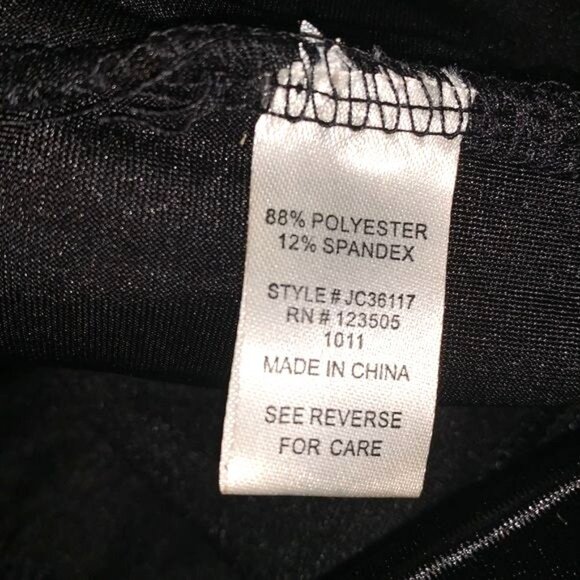 88% POLYESTER
12% SPANDEX
STYLE # JC36117
RN # 123505
1011
MADE IN CHINA
SEE REVERSE
FOR CARE